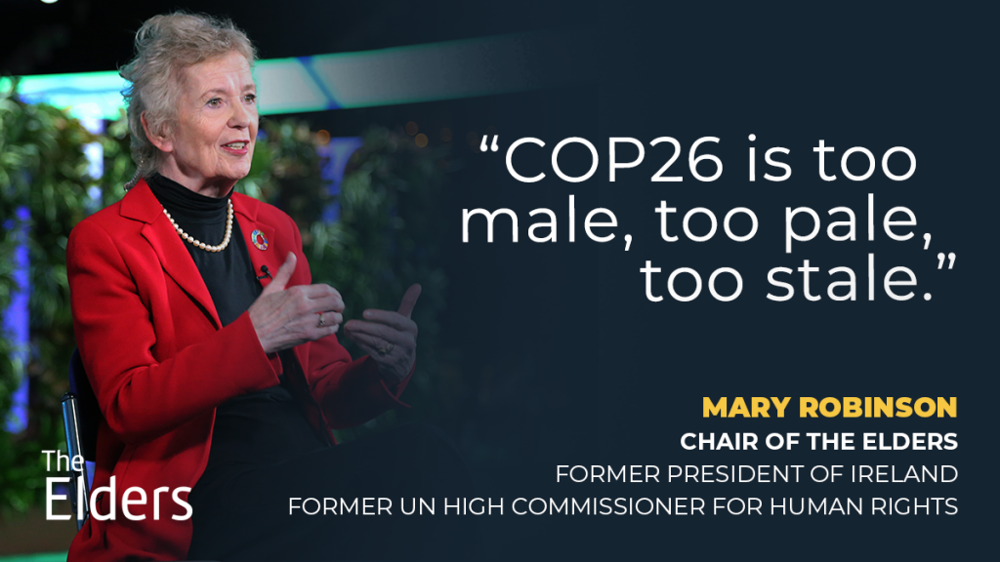 “COP26 is too
male, too pale,
too stale.”
MARY ROBINSON
CHAIR OF THE ELDERS
FORMER PRESIDENT OF IRELAND
FORMER UN HIGH COMMISSIONER FOR HUMAN RIGHTS
The
Elders